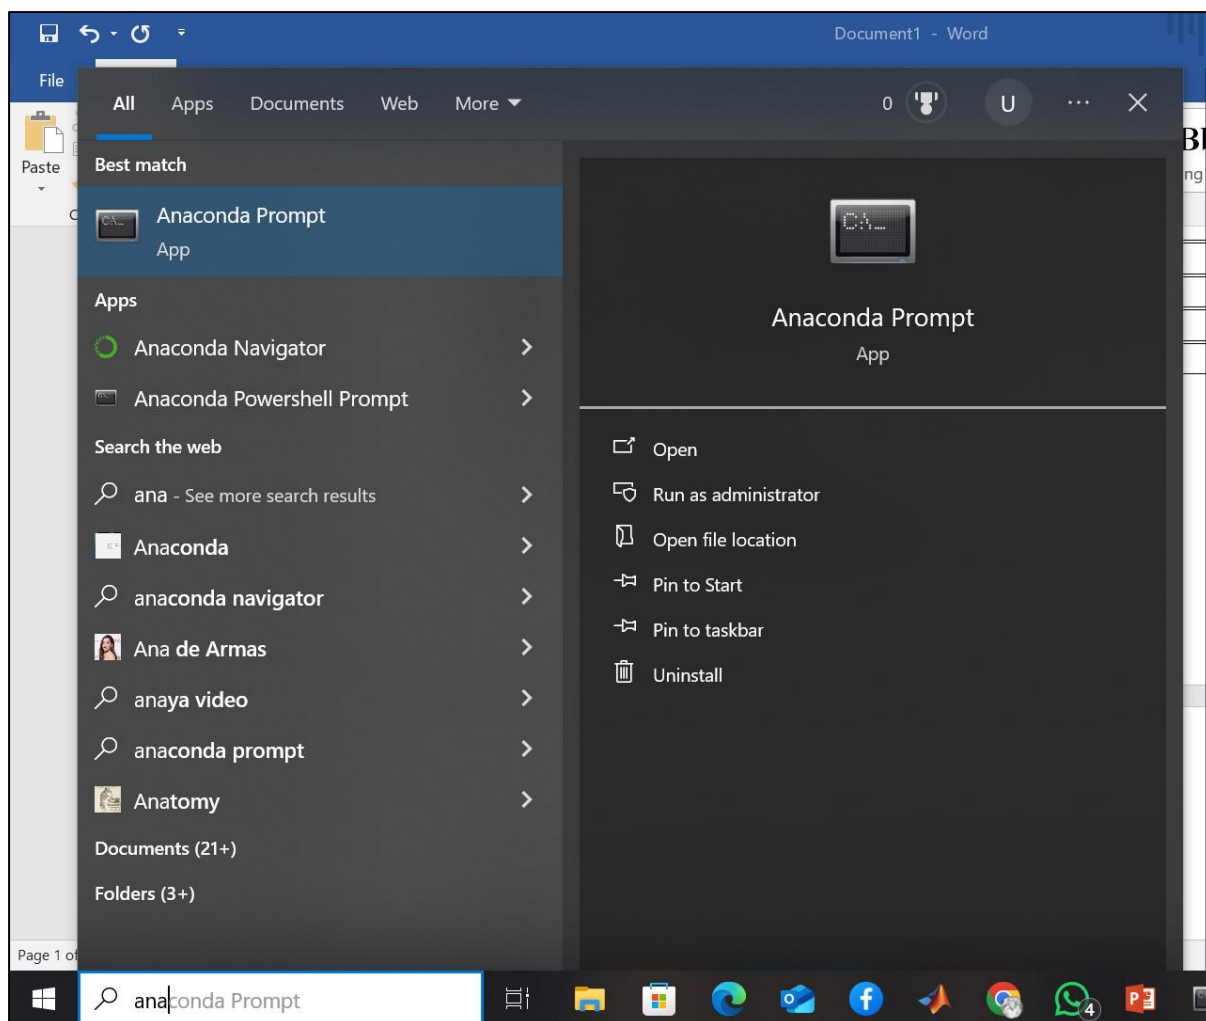 Document1 - Word
File
All Apps Documents Web More 0 U ...
Paste
Best match
Anaconda Prompt
App
Apps
Anaconda Navigator
Anaconda Powershell Prompt
Search the web
ana - See more search results
Anaconda
anaconda navigator
Ana de Armas
anaya video
anaconda prompt
Anatomy
Documents (21+)
Folders (3+)
C:\_
Anaconda Prompt
App
Open
Run as administrator
Open file location
Pin to Start
Pin to taskbar
Uninstall
ng
Page 1 of
anaconda Prompt
4